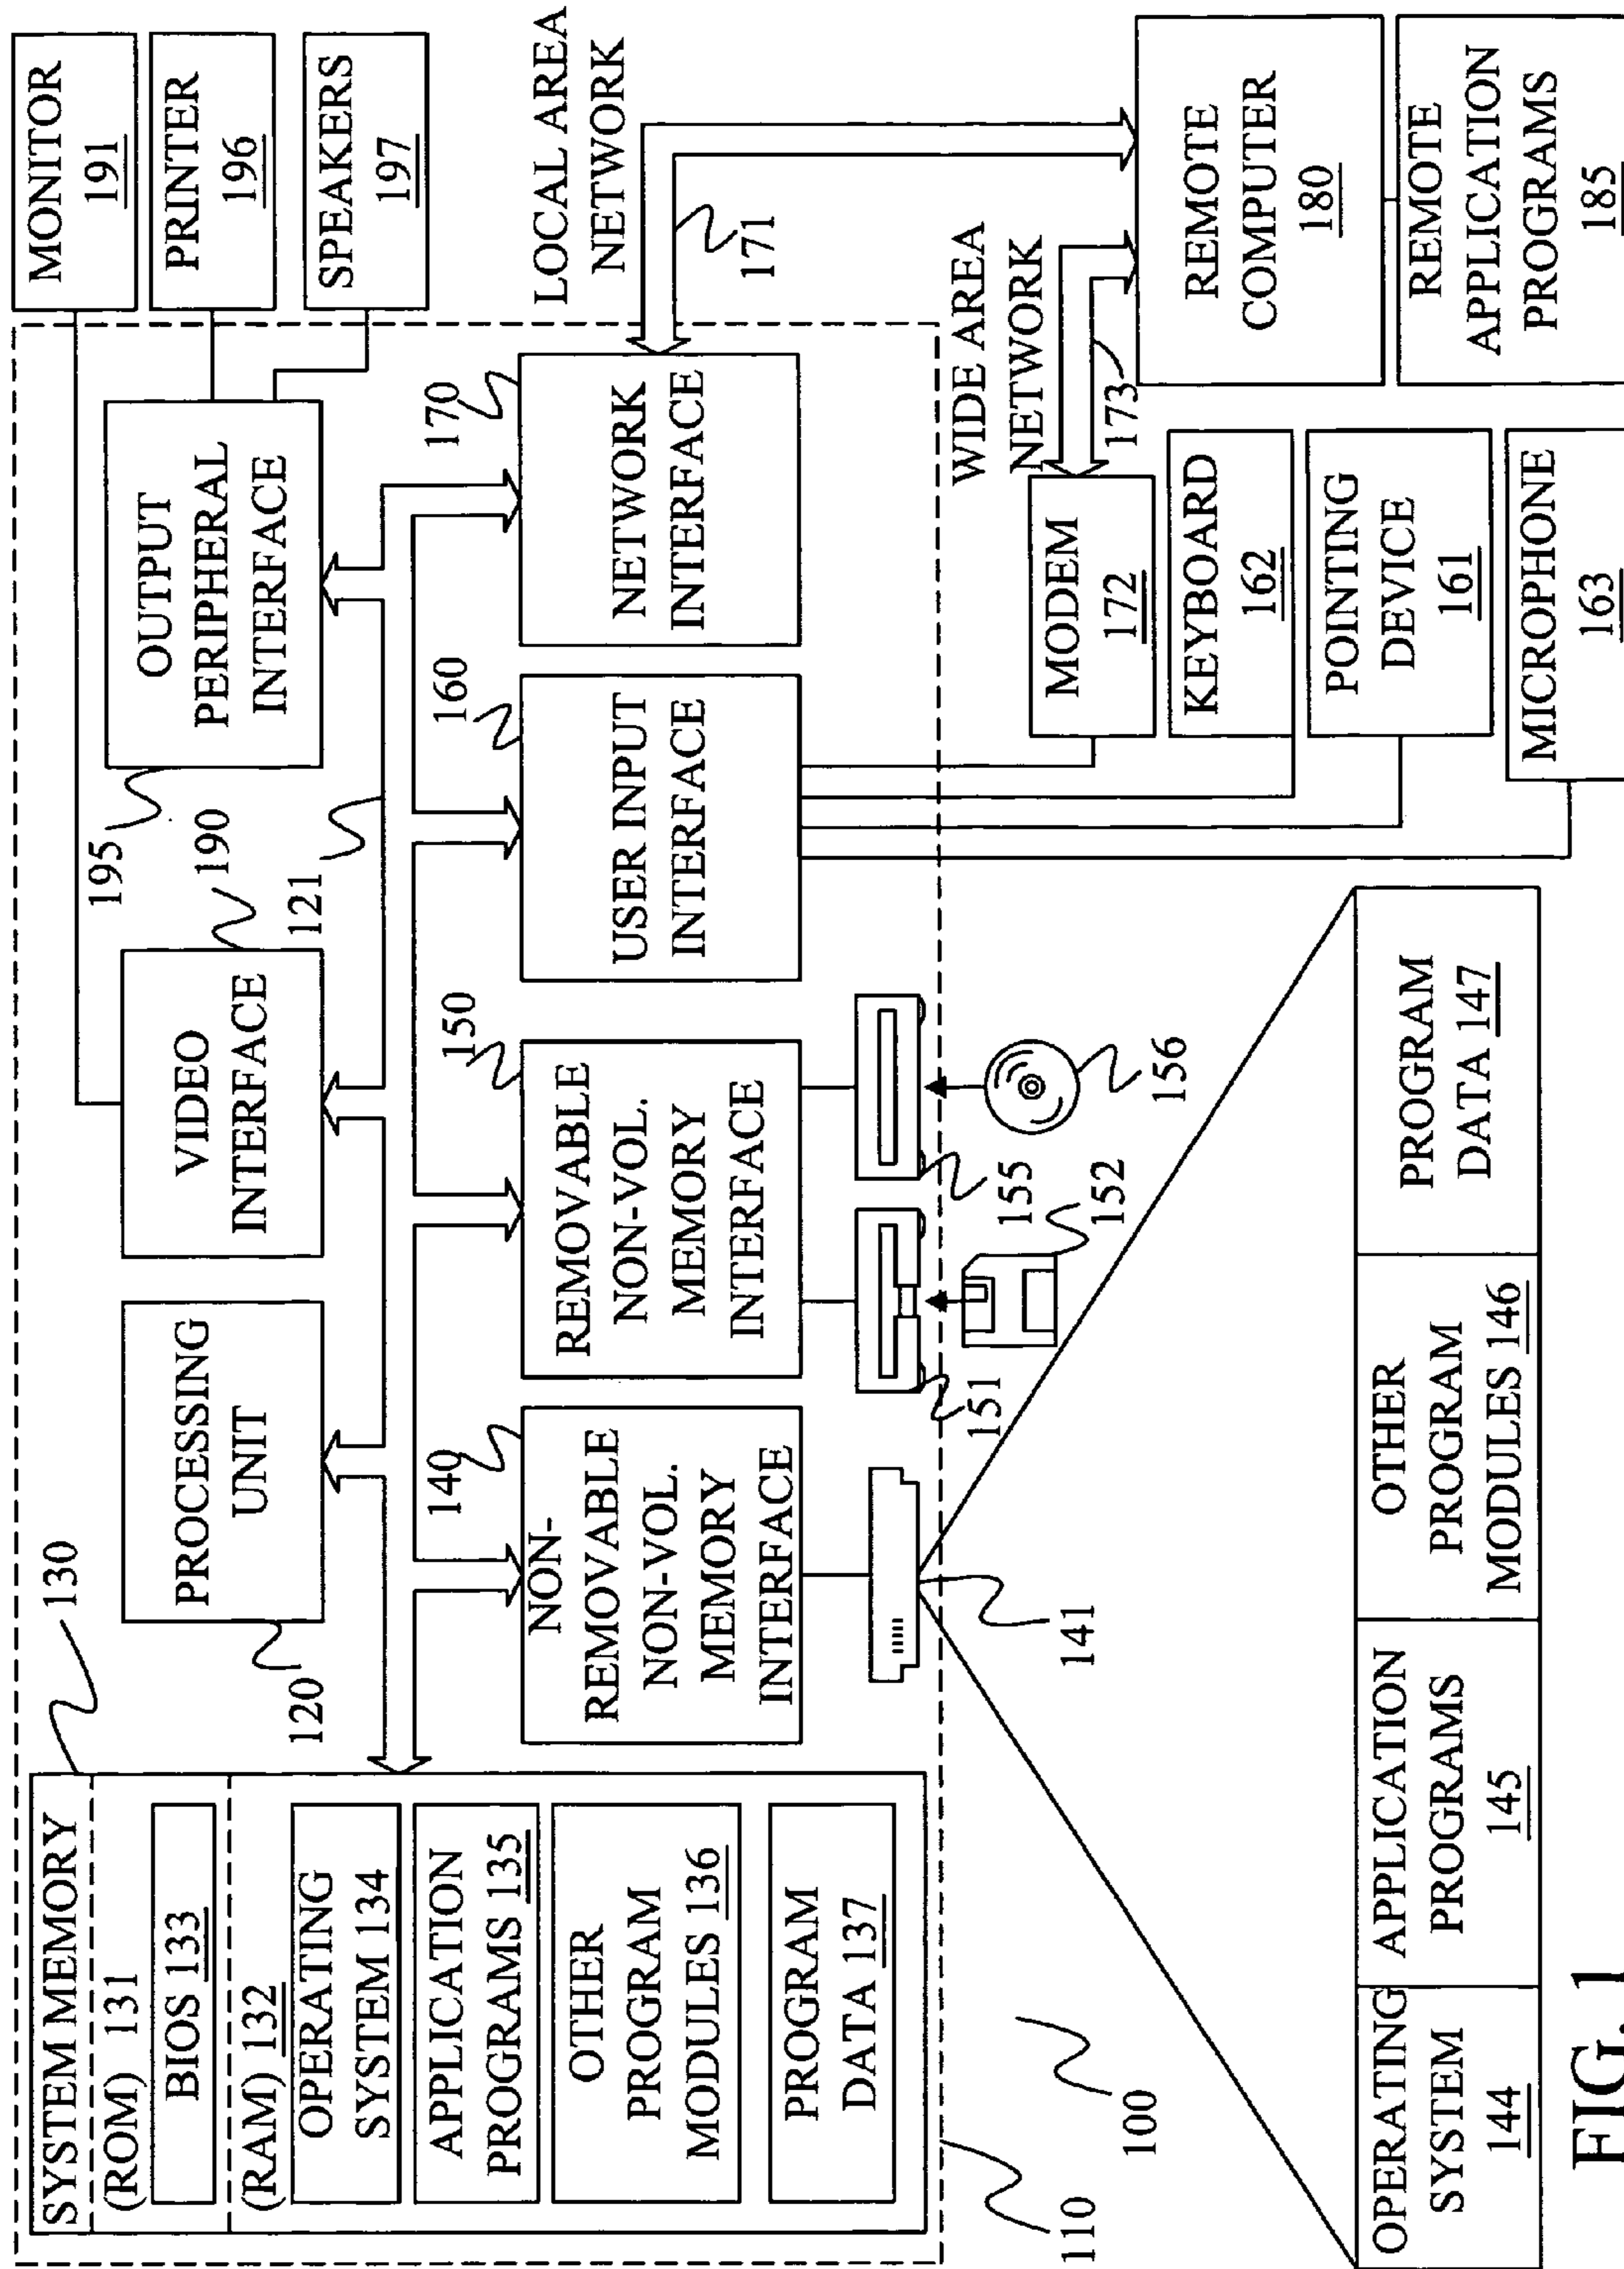 SYSTEM MEMORY
(ROM) 131
BIOS 133
(RAM) 132
OPERATING
SYSTEM 134
APPLICATION
PROGRAMS 135
OTHER
PROGRAM
MODULES 136
PROGRAM
DATA 137
130
PROCESSING
UNIT
120
VIDEO
INTERFACE
190
121
OUTPUT
PERIPHERAL
INTERFACE
195
MONITOR
191
PRINTER
196
SPEAKERS
197
140
NON-
REMOVABLE
NON-VOL.
MEMORY
INTERFACE
150
REMOVABLE
NON-VOL.
MEMORY
INTERFACE
160
USER INPUT
INTERFACE
170
NETWORK
INTERFACE
LOCAL AREA
NETWORK
171
141
151
152
155
156
WIDE AREA
NETWORK
173
MODEM
172
KEYBOARD
162
POINTING
DEVICE
161
MICROPHONE
163
REMOTE
COMPUTER
180
REMOTE
APPLICATION
PROGRAMS
185
110
100
OPERATING
SYSTEM
144
APPLICATION
PROGRAMS
145
OTHER
PROGRAM
MODULES 146
PROGRAM
DATA 147
FIG. 1